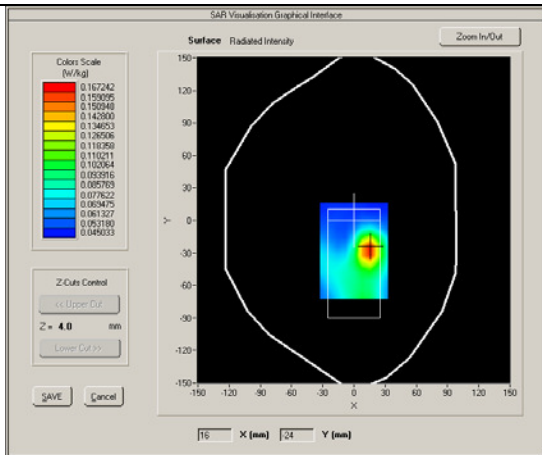 SAR Visualisation Graphical Interface
Surface Radiated Intensity
Zoom In/Out
Colors Scale
(W/kg)
0.167242
0.159095
0.150948
0.142800
0.134653
0.126506
0.118358
0.110211
0.102064
0.093916
0.085769
0.077622
0.069475
0.061327
0.053180
0.045033
150-
120-
90-
60-
30-
Y
0-
-30-
-60-
-90-
-120-
-150-
-150 -120 -90 -60 -30 0 30 60 90 120 150
X
Z-Cuts Control
<< Upper Cut
Z = 4.0 mm
Lower Cut >>
SAVE Cancel
16 X (mm) -24 Y (mm)